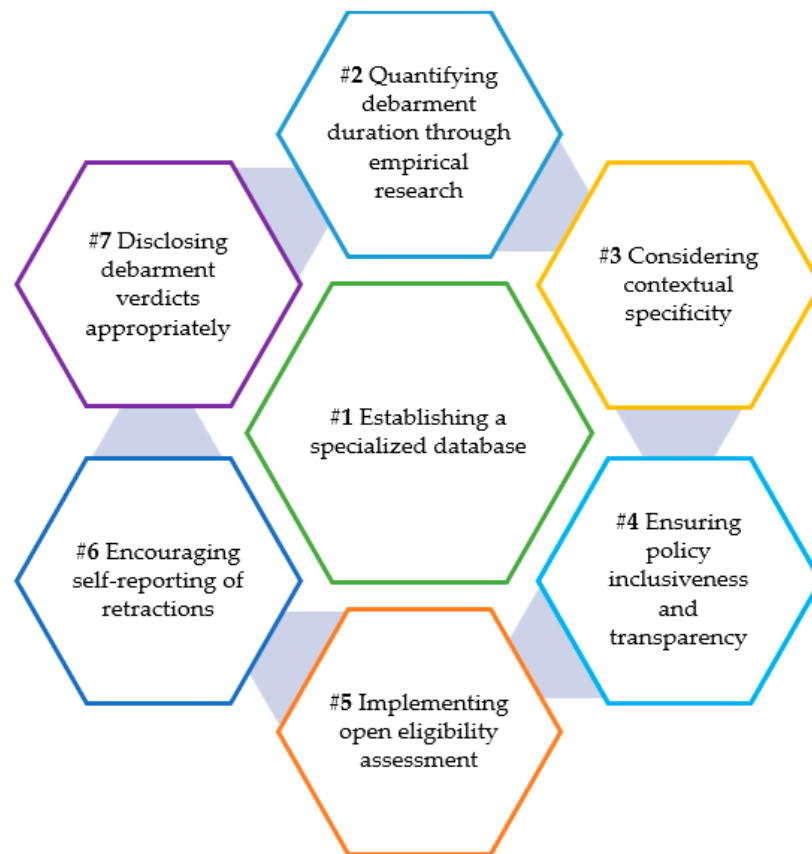 #2 Quantifying
debarment
duration through
empirical
research
#7 Disclosing
debarment
verdicts
appropriately
#3 Considering
contextual
specificity
#1 Establishing a
specialized database
#6 Encouraging
self-reporting of
retractions
#4 Ensuring
policy
inclusiveness
and
transparency
#5 Implementing
open eligibility
assessment